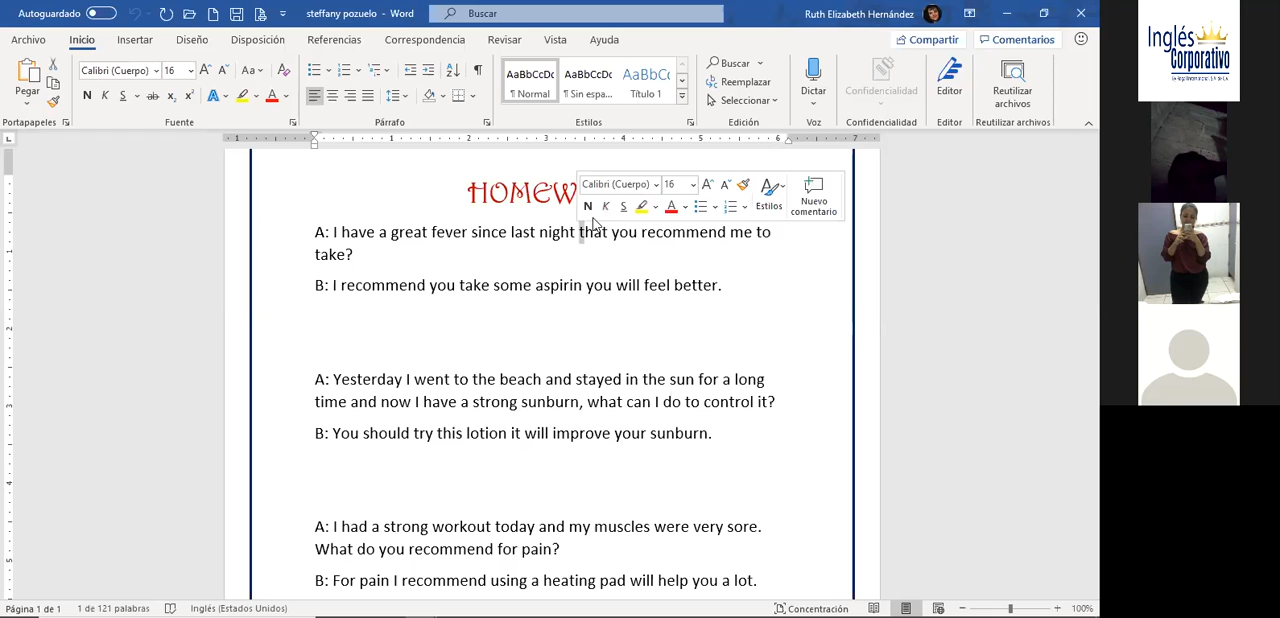 Autoguardado
steffany pozuelo - Word
Buscar
Ruth Elizabeth Hernández
Archivo Inicio Insertar Diseño Disposición Referencias Correspondencia Revisar Vista Ayuda
Compartir Comentarios
Pegar
Calibri (Cuerpo) 16
N K S ab
AaBbCcDc AaBbCcDc AaBbCc
¶ Normal ¶ Sin espa... Título 1
Buscar
Reemplazar
Seleccionar
Dictar
Confidencialidad
Editor
Reutilizar archivos
Portapapeles Fuente Párrafo Estilos Edición Voz Confidencialidad Editor Reutilizar archivos
HOMEW
Calibri (Cuerpo) 16
N K S
Estilos
Nuevo comentario
A: I have a great fever since last night that you recommend me to
take?
B: I recommend you take some aspirin you will feel better.
A: Yesterday I went to the beach and stayed in the sun for a long
time and now I have a strong sunburn, what can I do to control it?
B: You should try this lotion it will improve your sunburn.
A: I had a strong workout today and my muscles were very sore.
What do you recommend for pain?
B: For pain I recommend using a heating pad will help you a lot.
Página 1 de 1 1 de 121 palabras Inglés (Estados Unidos) Concentración 100%
Inglés
Corporativo